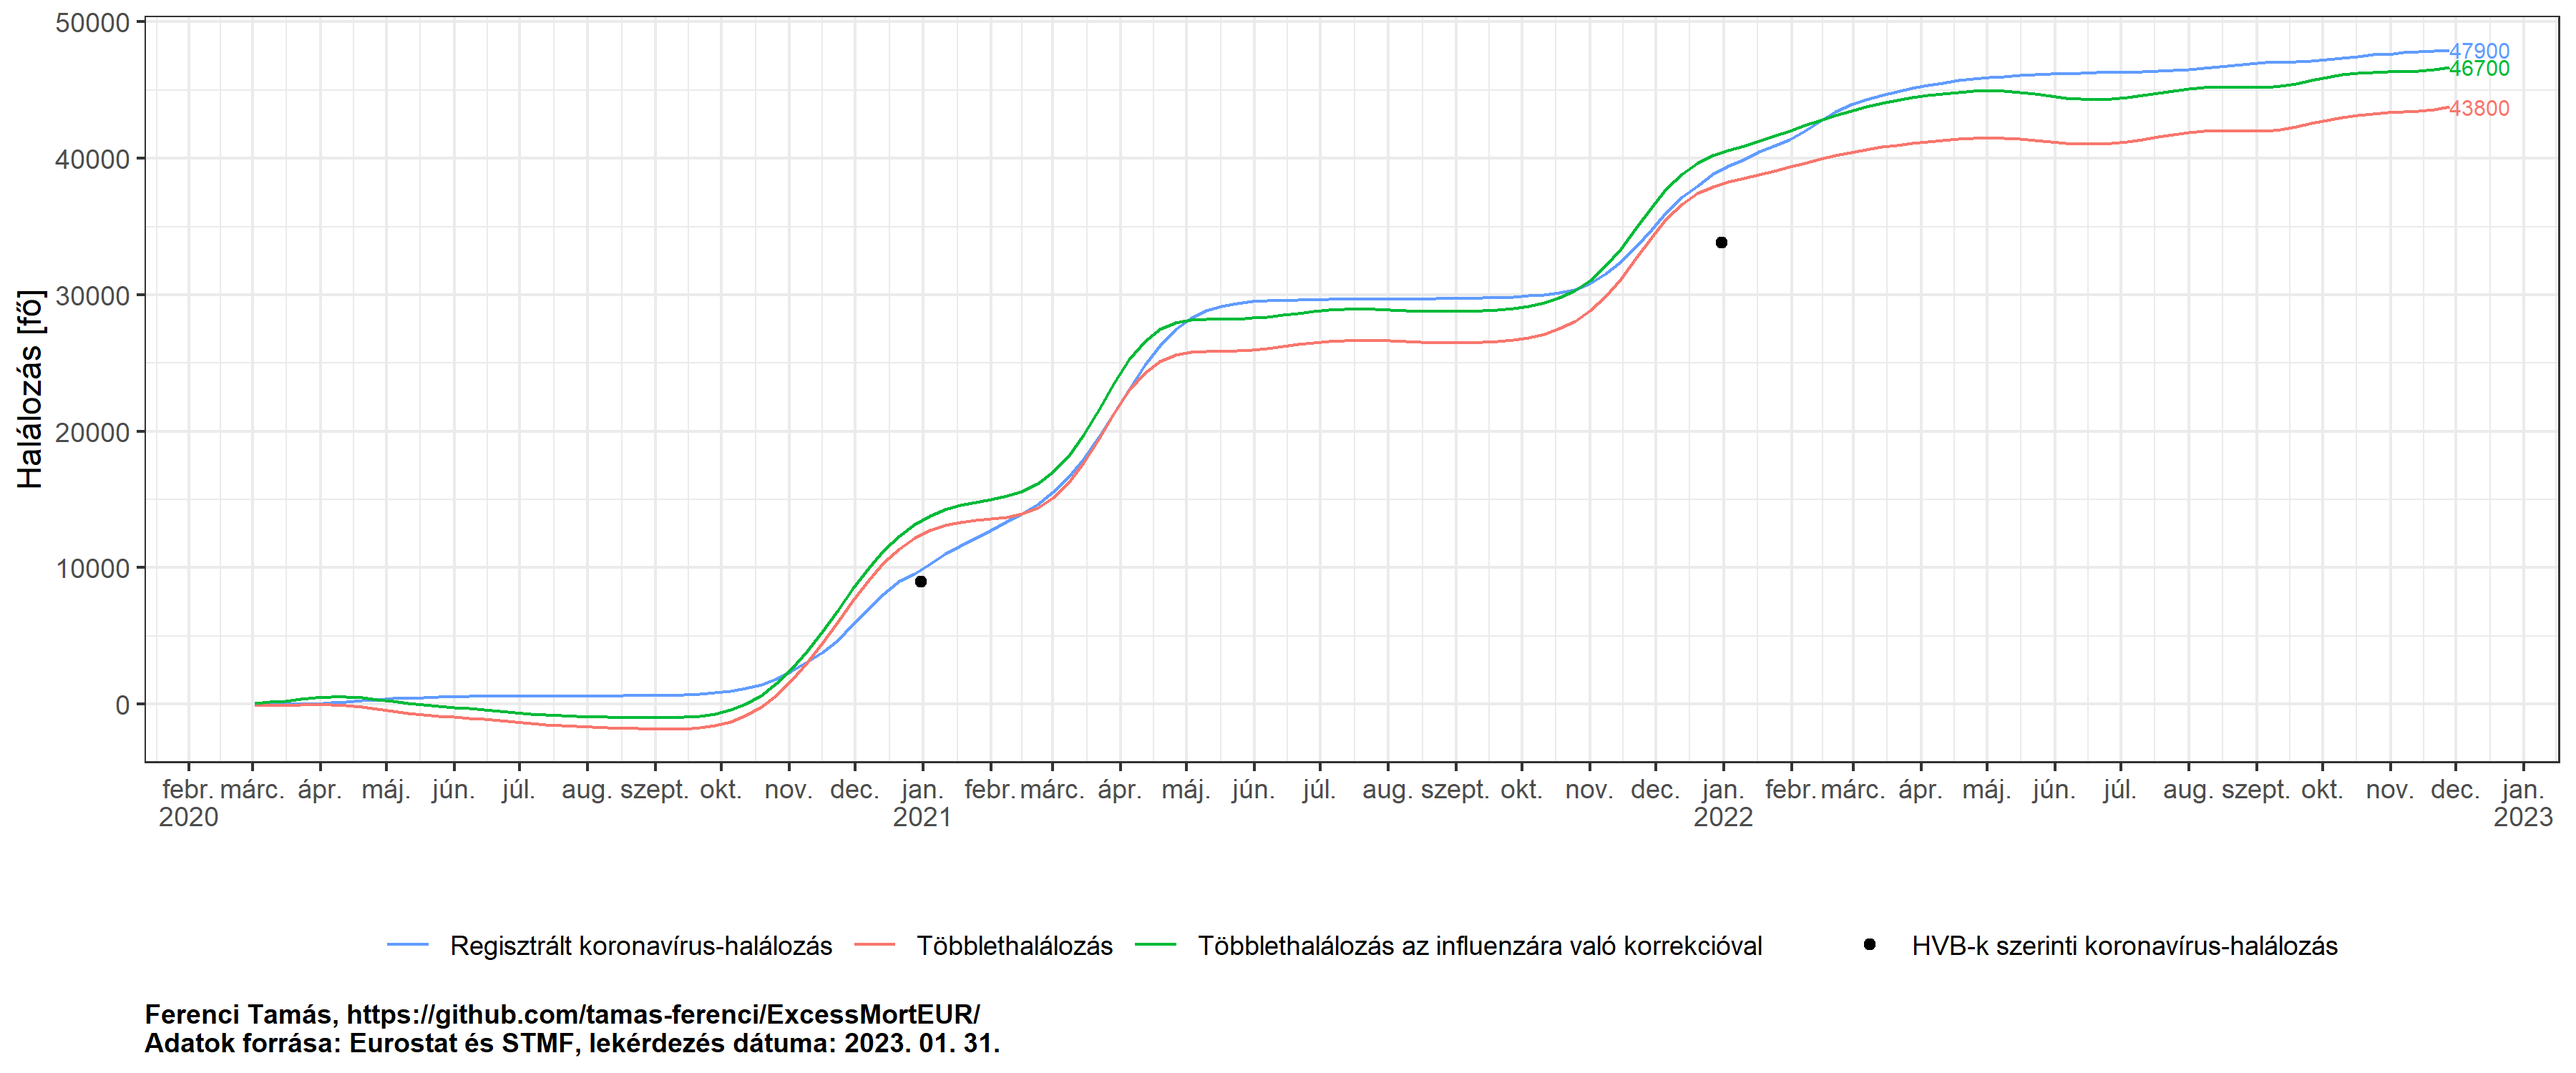 50000
40000
30000
20000
10000
0
Halálozás [fő]
47900
46700
43800
febr. márc. ápr. máj. jún. júl. aug. szept. okt. nov. dec. jan. febr. márc. ápr. máj. jún. júl. aug. szept. okt. nov. dec. jan. febr. márc. ápr. máj. jún. júl. aug. szept. okt. nov. dec. jan.
2020 2021 2022 2023
Regisztrált koronavírus-halálozás Többlethalálozás Többlethalálozás az influenzára való korrekcióval HVB-k szerinti koronavírus-halálozás
Ferenci Tamás, https://github.com/tamas-ferenci/ExcessMortEUR/
Adatok forrása: Eurostat és STMF, lekérdezés dátuma: 2023. 01. 31.